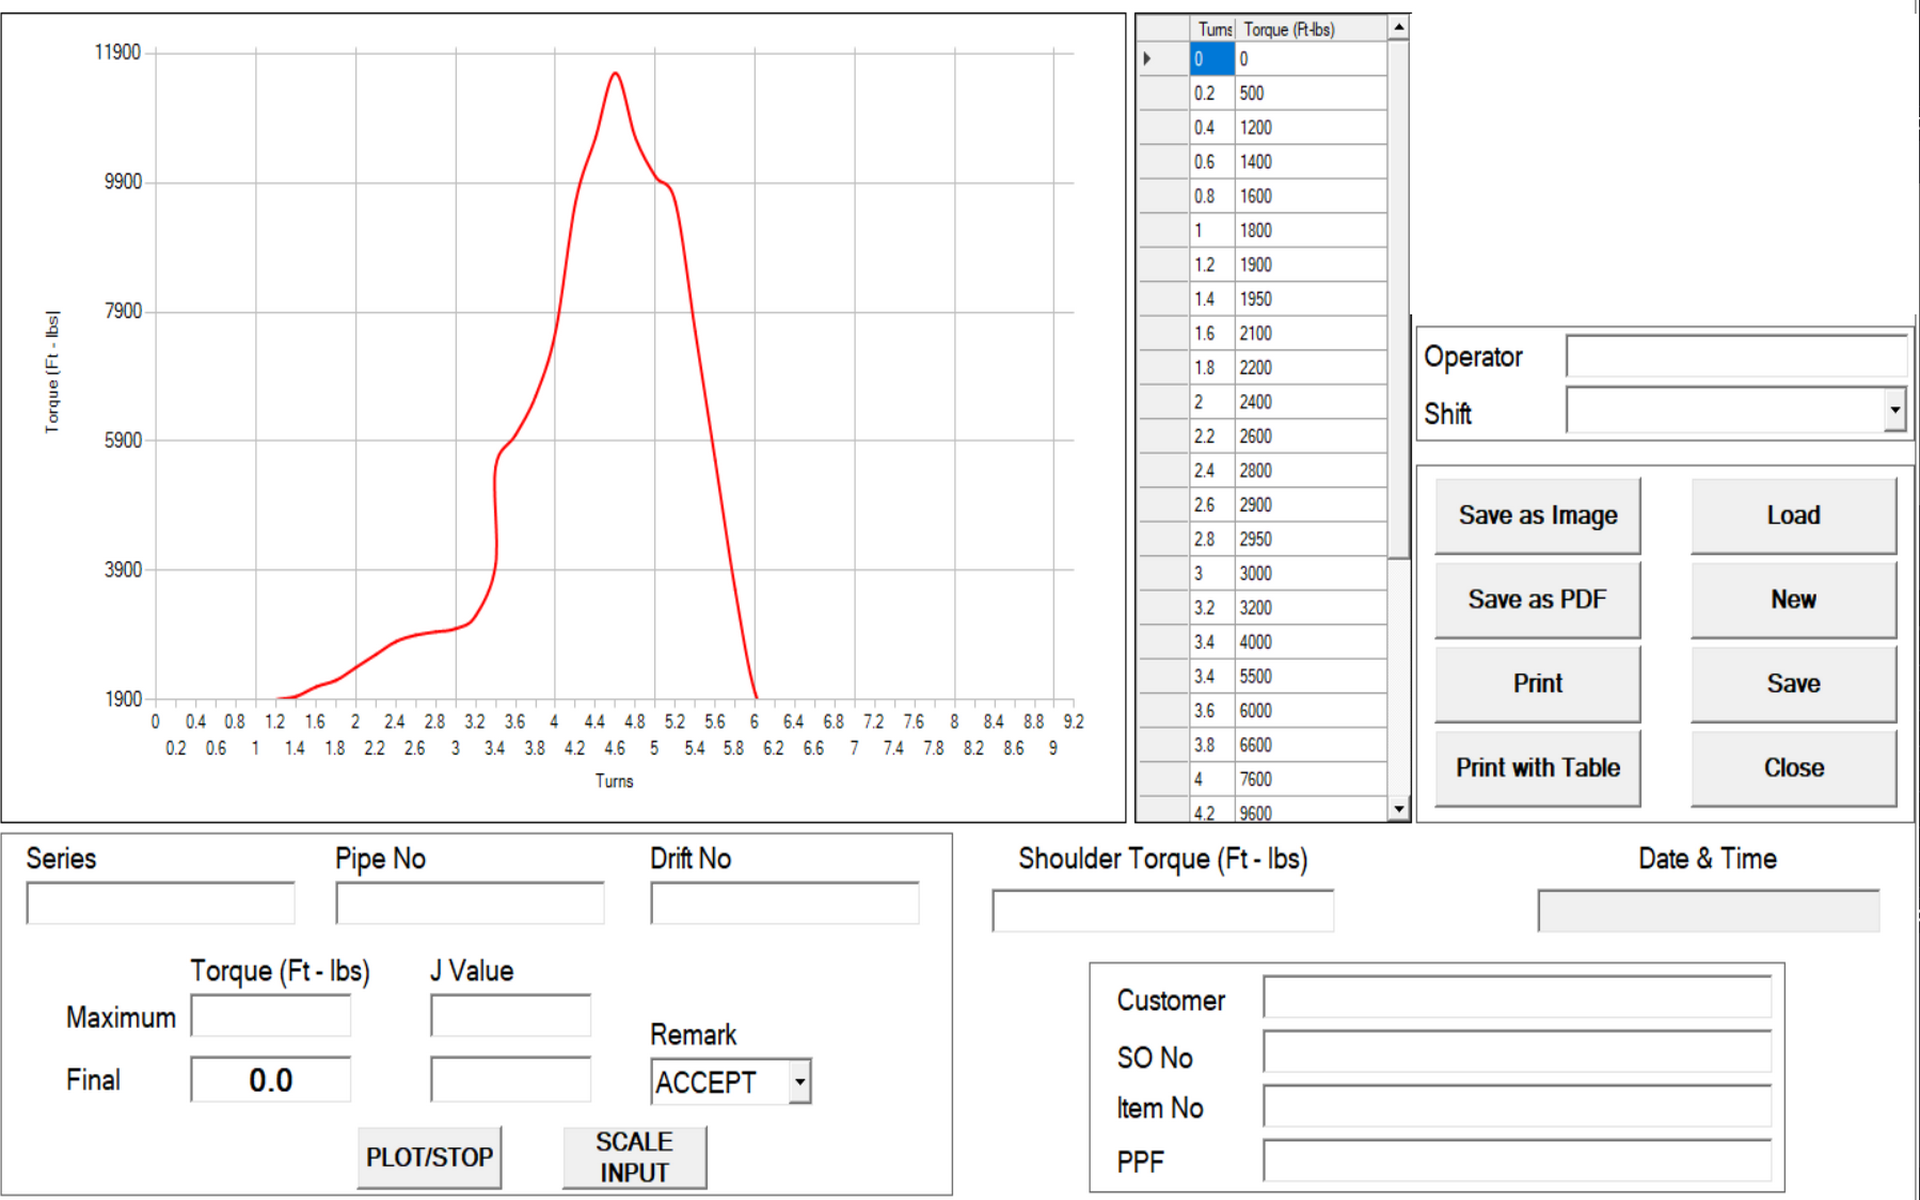 11900
9900
7900
5900
3900
1900
Torque (Ft - lbs)
0 0.4 0.8 1.2 1.6 2 2.4 2.8 3.2 3.6 4 4.4 4.8 5.2 5.6 6 6.4 6.8 7.2 7.6 8 8.4 8.8 9.2
0.2 0.6 1 1.4 1.8 2.2 2.6 3 3.4 3.8 4.2 4.6 5 5.4 5.8 6.2 6.6 7 7.4 7.8 8.2 8.6 9
Turns
Turns Torque (Ft-lbs)
0 0
0.2 500
0.4 1200
0.6 1400
0.8 1600
1 1800
1.2 1900
1.4 1950
1.6 2100
1.8 2200
2 2400
2.2 2600
2.4 2800
2.6 2900
2.8 2950
3 3000
3.2 3200
3.4 4000
3.4 5500
3.6 6000
3.8 6600
4 7600
4.2 9600
Operator
Shift
Save as Image Load
Save as PDF New
Print Save
Print with Table Close
Series Pipe No Drift No
Torque (Ft - lbs) J Value
Maximum
Remark
Final 0.0 ACCEPT
PLOT/STOP
SCALE
INPUT
Shoulder Torque (Ft - lbs) Date & Time
Customer
SO No
Item No
PPF